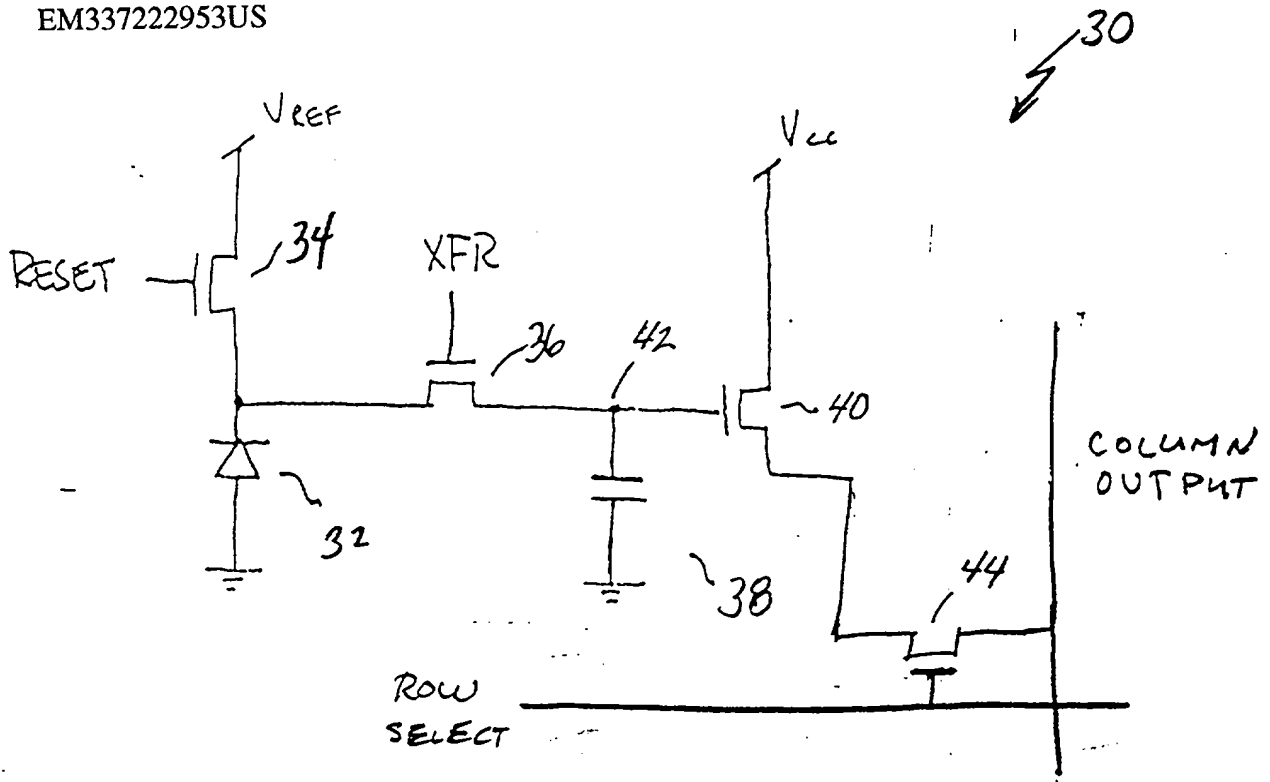 EM337222953US
30
VREF
Vcc
34
RESET
XFR
36
42
40
COLUMN
OUTPUT
32
38
44
ROW
SELECT